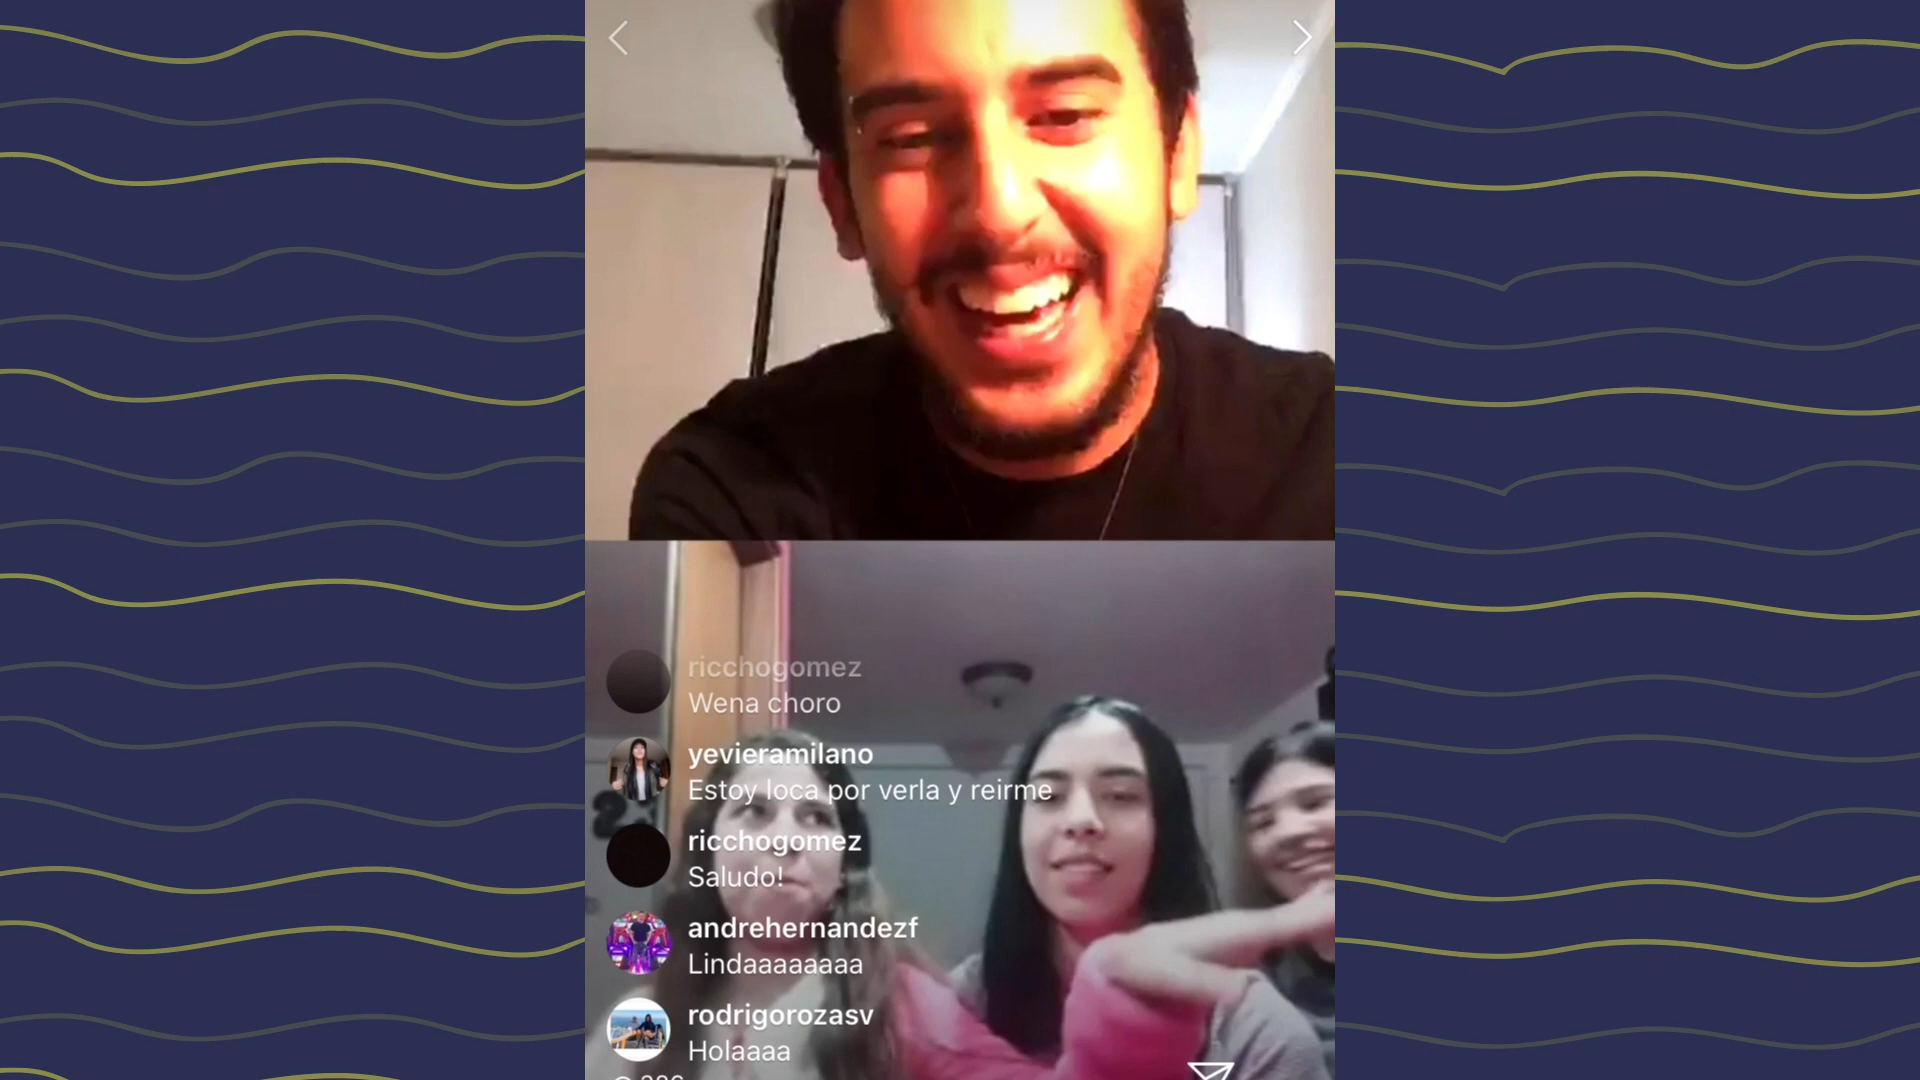 ricchogomez
Wena choro
yevieramilano
Estoy loca por verla y reirme
ricchogomez
Saludo!
andrehernandezf
Lindaaaaaaaa
rodrigorozasv
Holaaaa